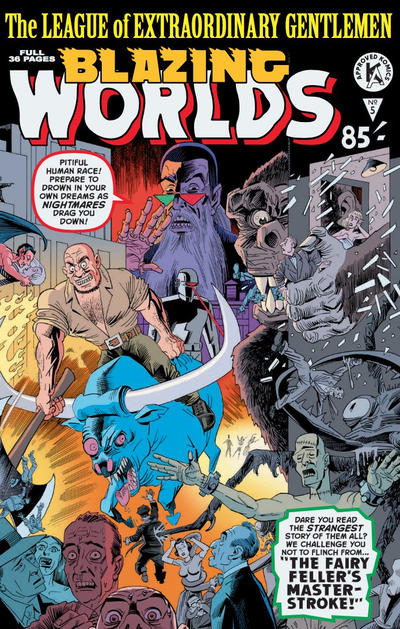 The LEAGUE of EXTRAORDINARY GENTLEMEN
FULL
36 PAGES
BLAZING
WORLDS
APPROVED KOMICS
KA
Nº
5
85¢
PITIFUL
HUMAN RACE!
PREPARE TO
DROWN IN YOUR
OWN DREAMS AS
NIGHTMARES
DRAG YOU
DOWN!
DARE YOU READ
THE STRANGEST
STORY OF THEM ALL?
WE CHALLENGE YOU
NOT TO FLINCH FROM...
"THE FAIRY
FELLER'S
MASTER-
STROKE!"